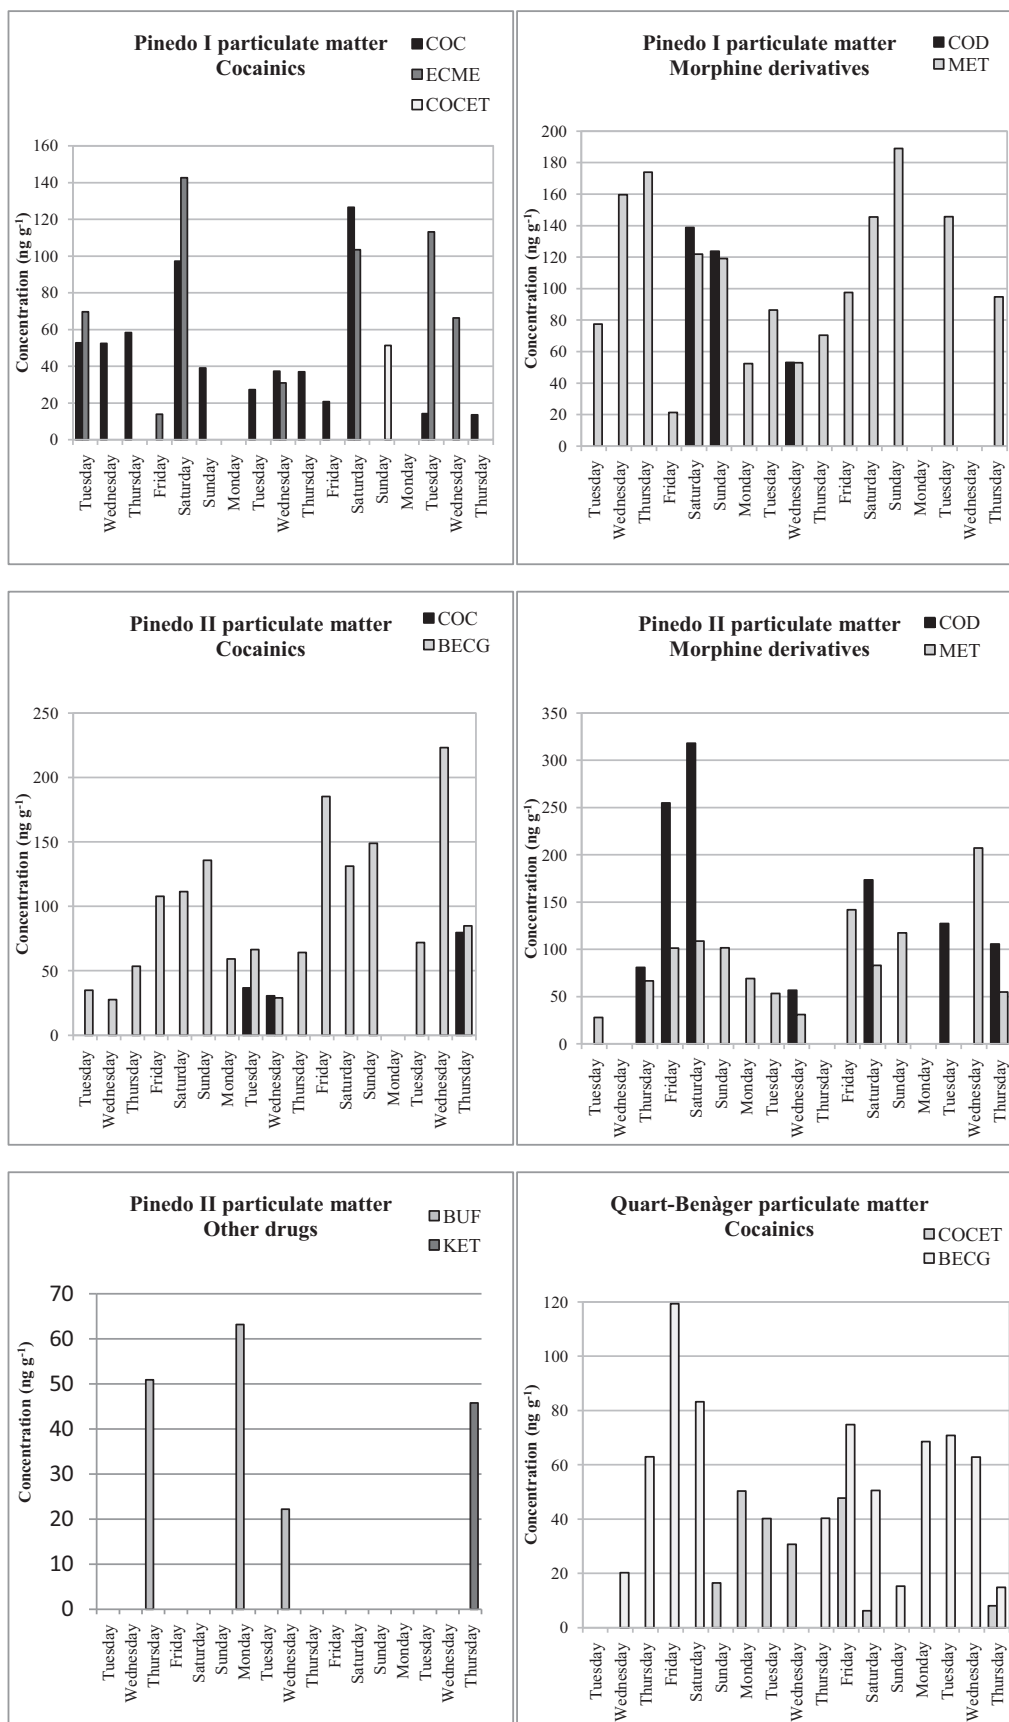 Pinedo I particulate matter
Cocainics
COC
ECME
COCET
Concentration (ng g-1)
160
140
120
100
80
60
40
20
0
Tuesday
Wednesday
Thursday
Friday
Saturday
Sunday
Monday
Tuesday
Wednesday
Thursday
Friday
Saturday
Sunday
Monday
Tuesday
Wednesday
Thursday
Pinedo I particulate matter
Morphine derivatives
COD
MET
Concentration (ng g-1)
200
180
160
140
120
100
80
60
40
20
0
Tuesday
Wednesday
Thursday
Friday
Saturday
Sunday
Monday
Tuesday
Wednesday
Thursday
Friday
Saturday
Sunday
Monday
Tuesday
Wednesday
Thursday
Pinedo II particulate matter
Cocainics
COC
BECG
Concentration (ng g-1)
250
200
150
100
50
0
Tuesday
Wednesday
Thursday
Friday
Saturday
Sunday
Monday
Tuesday
Wednesday
Thursday
Friday
Saturday
Sunday
Monday
Tuesday
Wednesday
Thursday
Pinedo II particulate matter
Morphine derivatives
COD
MET
Concentration (ng g-1)
350
300
250
200
150
100
50
0
Tuesday
Wednesday
Thursday
Friday
Saturday
Sunday
Monday
Tuesday
Wednesday
Thursday
Friday
Saturday
Sunday
Monday
Tuesday
Wednesday
Thursday
Pinedo II particulate matter
Other drugs
BUF
KET
Concentration (ng g-1)
70
60
50
40
30
20
10
0
Tuesday
Wednesday
Thursday
Friday
Saturday
Sunday
Monday
Tuesday
Wednesday
Thursday
Friday
Saturday
Sunday
Monday
Tuesday
Wednesday
Thursday
Quart-Benàger particulate matter
Cocainics
COCET
BECG
Concentration (ng g-1)
120
100
80
60
40
20
0
Tuesday
Wednesday
Thursday
Friday
Saturday
Sunday
Monday
Tuesday
Wednesday
Thursday
Friday
Saturday
Sunday
Monday
Tuesday
Wednesday
Thursday